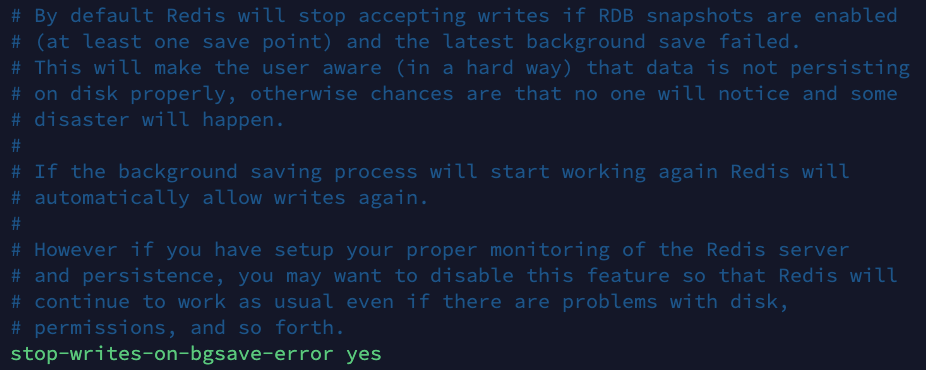 # By default Redis will stop accepting writes if RDB snapshots are enabled
# (at least one save point) and the latest background save failed.
# This will make the user aware (in a hard way) that data is not persisting
# on disk properly, otherwise chances are that no one will notice and some
# disaster will happen.
#
# If the background saving process will start working again Redis will
# automatically allow writes again.
#
# However if you have setup your proper monitoring of the Redis server
# and persistence, you may want to disable this feature so that Redis will
# continue to work as usual even if there are problems with disk,
# permissions, and so forth.
stop-writes-on-bgsave-error yes